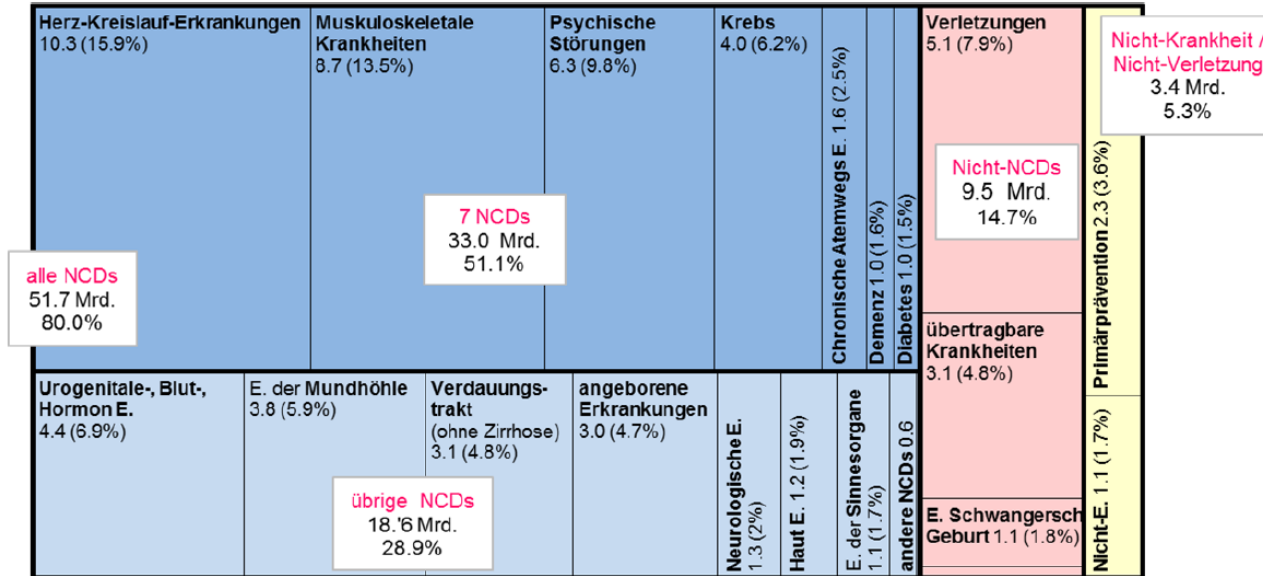 Herz-Kreislauf-Erkrankungen
10.3 (15.9%)
Muskuloskeletale
Krankheiten
8.7 (13.5%)
Psychische
Störungen
6.3 (9.8%)
Krebs
4.0 (6.2%)
Chronische Atemwegs E. 1.6 (2.5%)
Demenz 1.0 (1.6%)
Diabetes 1.0 (1.5%)
Verletzungen
5.1 (7.9%)
Nicht-Krankheit /
Nicht-Verletzung
3.4 Mrd.
5.3%
Nicht-NCDs
9.5 Mrd.
14.7%
7 NCDs
33.0 Mrd.
51.1%
alle NCDs
51.7 Mrd.
80.0%
Primärprävention 2.3 (3.6%)
übertragbare
Krankheiten
3.1 (4.8%)
Urogenitale-, Blut-,
Hormon E.
4.4 (6.9%)
E. der Mundhöhle
3.8 (5.9%)
Verdauungs-
trakt
(ohne Zirrhose)
3.1 (4.8%)
angeborene
Erkrankungen
3.0 (4.7%)
Neurologische E.
1.3 (2%)
Haut E. 1.2 (1.9%)
E. der Sinnesorgane
1.1 (1.7%)
andere NCDs 0.6
übrige NCDs
18.'6 Mrd.
28.9%
E. Schwangersch
Geburt 1.1 (1.8%)
Nicht-E. 1.1 (1.7%)